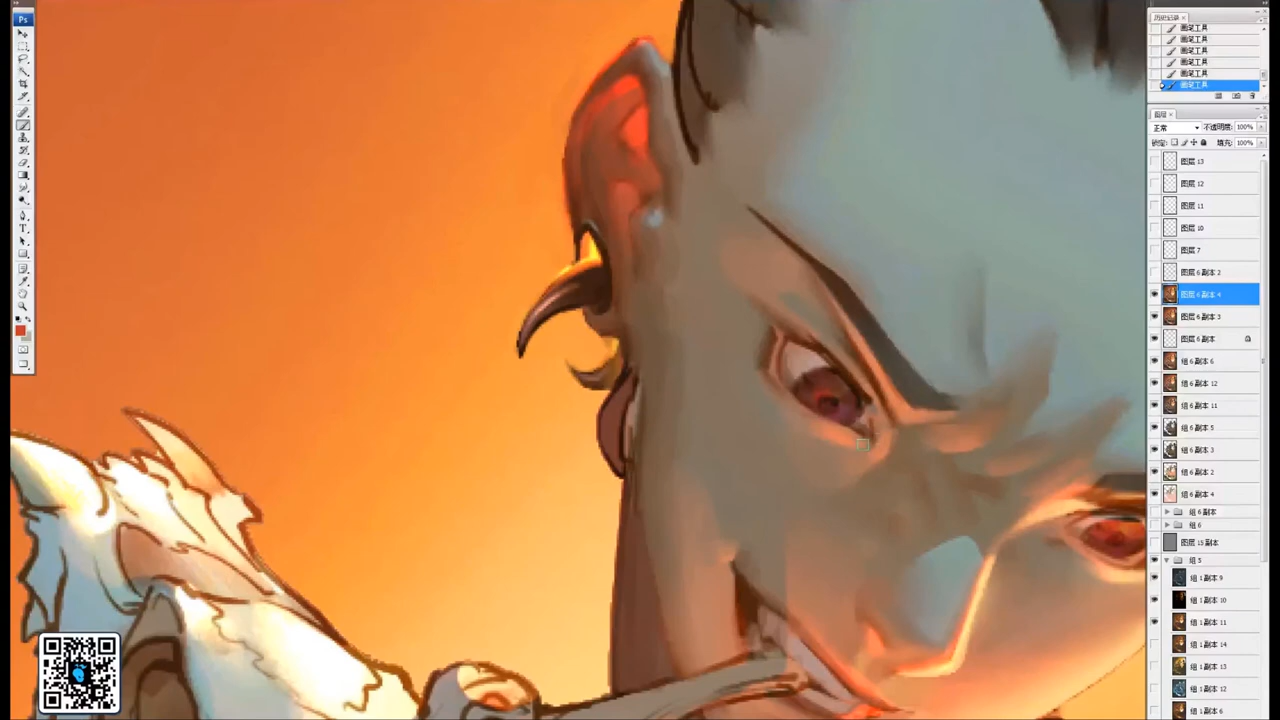 Ps
历史记录
画笔工具
画笔工具
画笔工具
画笔工具
画笔工具
画笔工具
图层
正常
不透明度: 100%
锁定:
填充: 100%
图层 13
图层 12
图层 11
图层 10
图层 7
图层 6 副本 2
图层 6 副本 4
图层 6 副本 3
图层 6 副本
组 6 副本 6
组 6 副本 12
组 6 副本 11
组 6 副本 5
组 6 副本 3
组 6 副本 2
组 6 副本 4
组 6 副本
组 6
图层 15 副本
组 5
组 1 副本 9
组 1 副本 10
组 1 副本 11
组 1 副本 14
组 1 副本 13
组 1 副本 12
组 1 副本 6